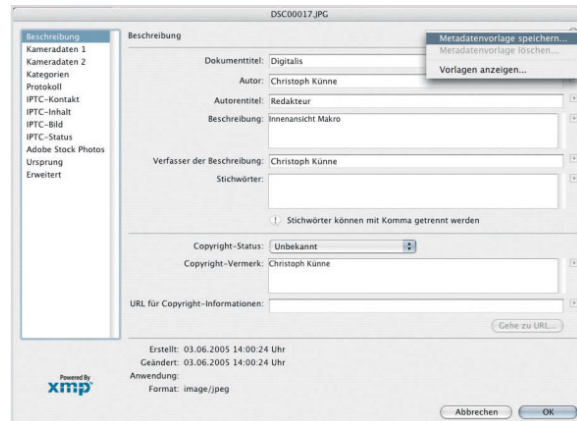 DSC00017.JPG
Beschreibung
Kameradaten 1
Kameradaten 2
Kategorien
Protokoll
IPTC-Kontakt
IPTC-Inhalt
IPTC-Bild
IPTC-Status
Adobe Stock Photos
Ursprung
Erweitert
Powered By
xmp
Beschreibung
Metadatenvorlage speichern...
Metadatenvorlage löschen...
Vorlagen anzeigen...
Dokumenttitel: Digitalis
Autor: Christoph Künne
Autorentitel: Redakteur
Beschreibung: Innenansicht Makro
Verfasser der Beschreibung: Christoph Künne
Stichwörter:
! Stichwörter können mit Komma getrennt werden
Copyright-Status: Unbekannt
Copyright-Vermerk: Christoph Künne
URL für Copyright-Informationen:
Gehe zu URL...
Erstellt: 03.06.2005 14:00:24 Uhr
Geändert: 03.06.2005 14:00:24 Uhr
Anwendung:
Format: image/jpeg
Abbrechen OK